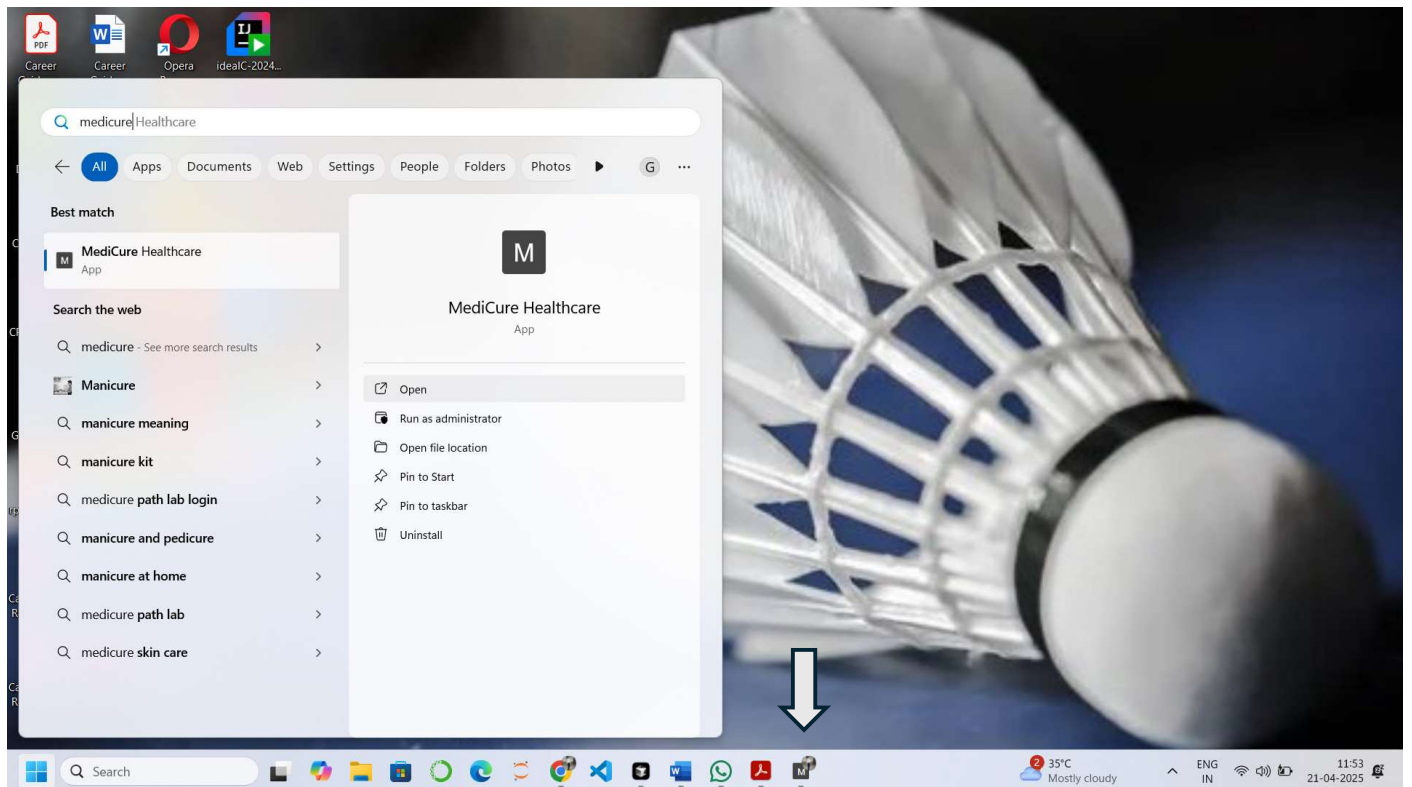 PDF
W
IJ
Career
Career
Opera
idealC-2024...
medicure Healthcare
All Apps Documents Web Settings People Folders Photos G ...
Best match
M
MediCure Healthcare
App
Search the web
medicure - See more search results
Manicure
manicure meaning
manicure kit
medicure path lab login
manicure and pedicure
manicure at home
medicure path lab
medicure skin care
M
MediCure Healthcare
App
Open
Run as administrator
Open file location
Pin to Start
Pin to taskbar
Uninstall
Search
W
M
2
35°C
Mostly cloudy
ENG
IN
11:53
21-04-2025